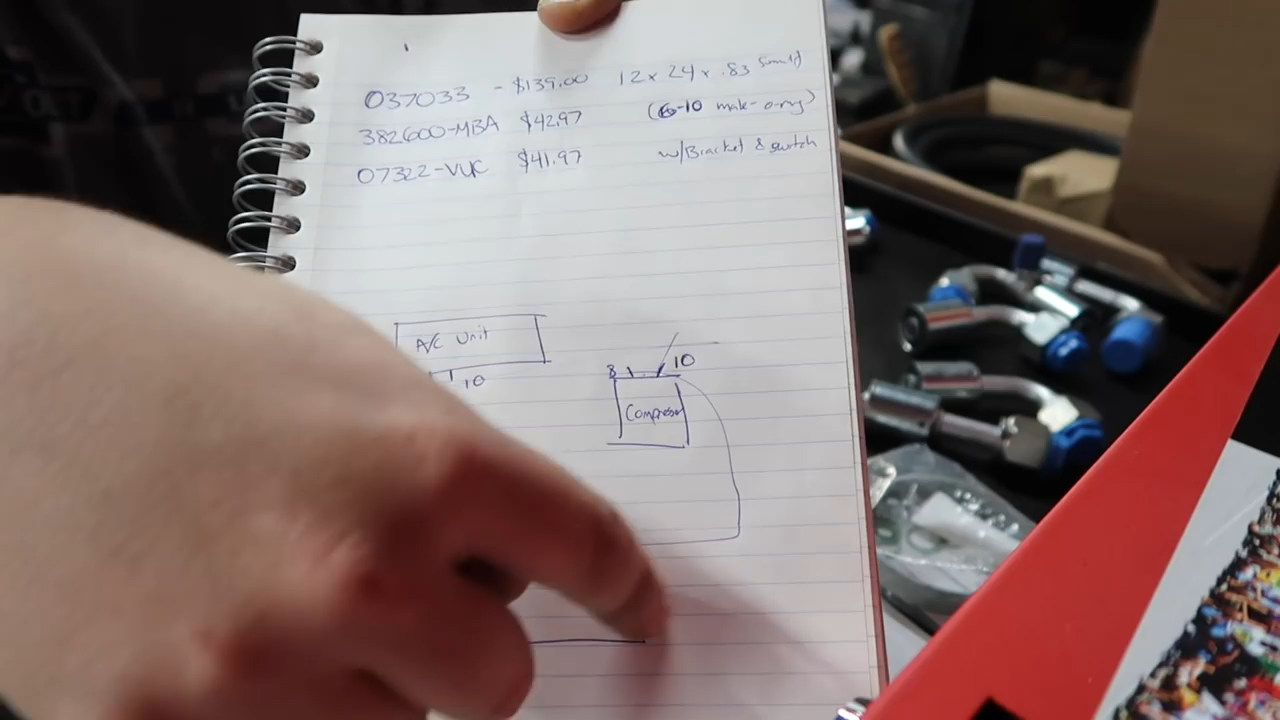 037033 - $139.00 12 x 24 x .83
382600-MBA $42.97 (6-10 male-o-ring)
07322-VUC $41.97 w/Bracket & switch
A/C Unit
10
8 10
Compressor